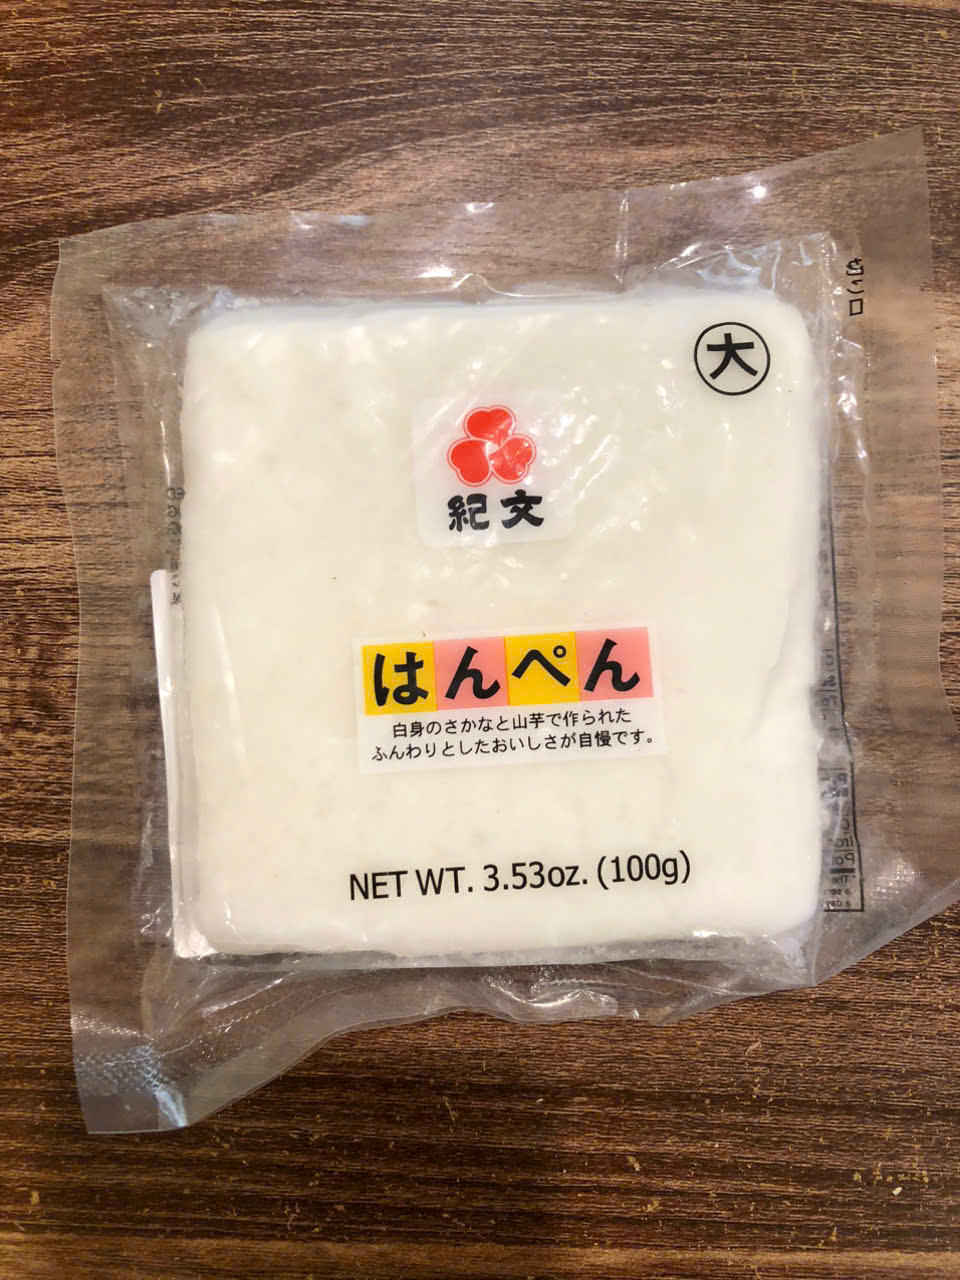 切り口
大
紀文
はんぺん
白身のさかなと山芋で作られた
ふんわりとしたおいしさが自慢です。
NET WT. 3.53oz. (100g)